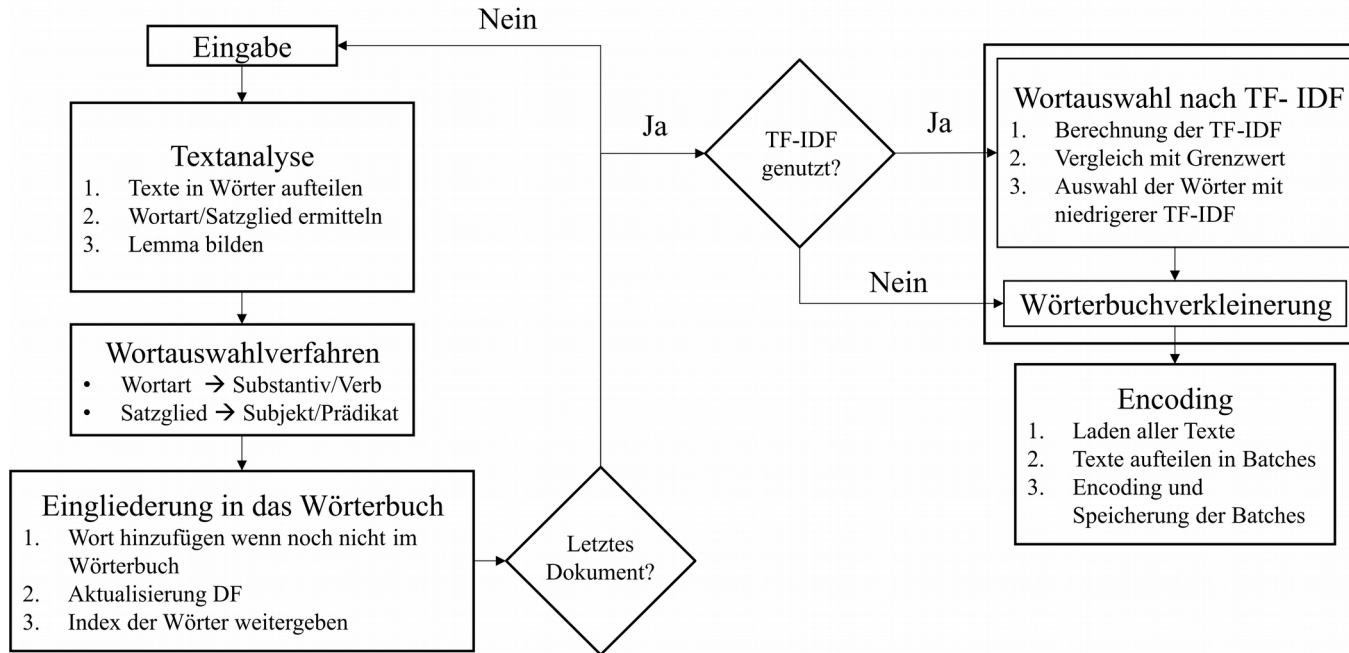 Eingabe
Textanalyse
1. Texte in Wörter aufteilen
2. Wortart/Satzglied ermitteln
3. Lemma bilden
Wortauswahlverfahren
• Wortart → Substantiv/Verb
• Satzglied → Subjekt/Prädikat
Eingliederung in das Wörterbuch
1. Wort hinzufügen wenn noch nicht im
Wörterbuch
2. Aktualisierung DF
3. Index der Wörter weitergeben
Letztes
Dokument?
Nein
Ja
TF-IDF
genutzt?
Ja
Nein
Wortauswahl nach TF- IDF
1. Berechnung der TF-IDF
2. Vergleich mit Grenzwert
3. Auswahl der Wörter mit
niedrigerer TF-IDF
Wörterbuchverkleinerung
Encoding
1. Laden aller Texte
2. Texte aufteilen in Batches
3. Encoding und
Speicherung der Batches